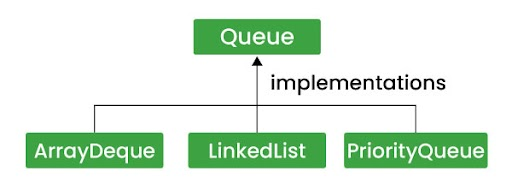 Queue
implementations
ArrayDeque
LinkedList
PriorityQueue